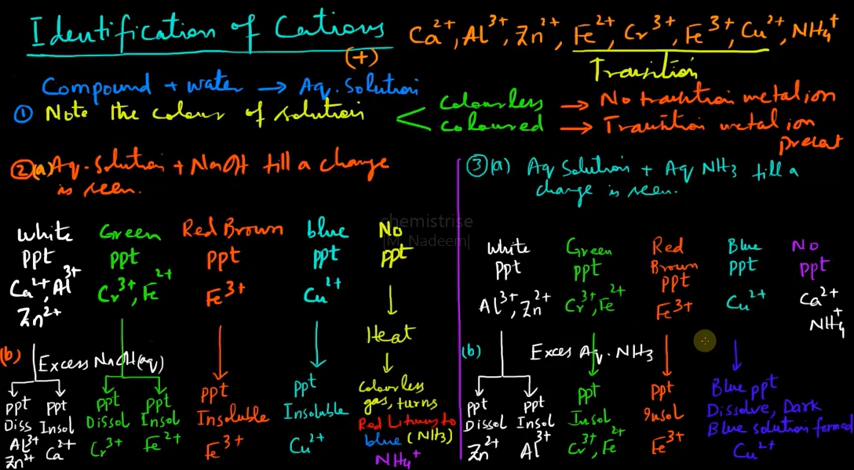 Identification of Cations
(+)
Ca²⁺, Al³⁺, Zn²⁺, Fe²⁺, Cr³⁺, Fe³⁺, Cu²⁺, NH₄⁺
Transition
Compound + water → Aq. Solution
① Note the colour of solution
Colourless → No transition metal ion
Coloured → Transition metal ion
present
②(a) Aq. Solution + NaOH till a change
is seen.
White
ppt
Ca²⁺, Al³⁺
Zn²⁺
Green
ppt
Cr³⁺, Fe²⁺
Red Brown
ppt
Fe³⁺
blue
ppt
Cu²⁺
No
ppt
Heat
Colourless
gas, turns
Red Litmus to
blue (NH₃)
NH₄⁺
(b) Excess NaOH(aq)
ppt
Diss
Al³⁺
Zn²⁺
ppt
Insol
Ca²⁺
ppt
Dissol
Cr³⁺
ppt
Insol
Fe²⁺
ppt
Insoluble
Fe³⁺
ppt
Insoluble
Cu²⁺
chemistrise
|M. Nadeem|
③(a) Aq Solution + Aq NH3 till a
change is seen.
White
ppt
Al³⁺, Zn²⁺
Green
ppt
Cr³⁺, Fe²⁺
Red
Brown
ppt
Fe³⁺
Blue
ppt
Cu²⁺
No
ppt
Ca²⁺
NH₄⁺
(b) Exces Aq. NH3
ppt
Dissol
Zn²⁺
ppt
Insol
Al³⁺
ppt
Insol
Cr³⁺, Fe²⁺
ppt
Insol
Fe³⁺
Blue ppt
Dissolve, Dark
Blue solution formed
Cu²⁺